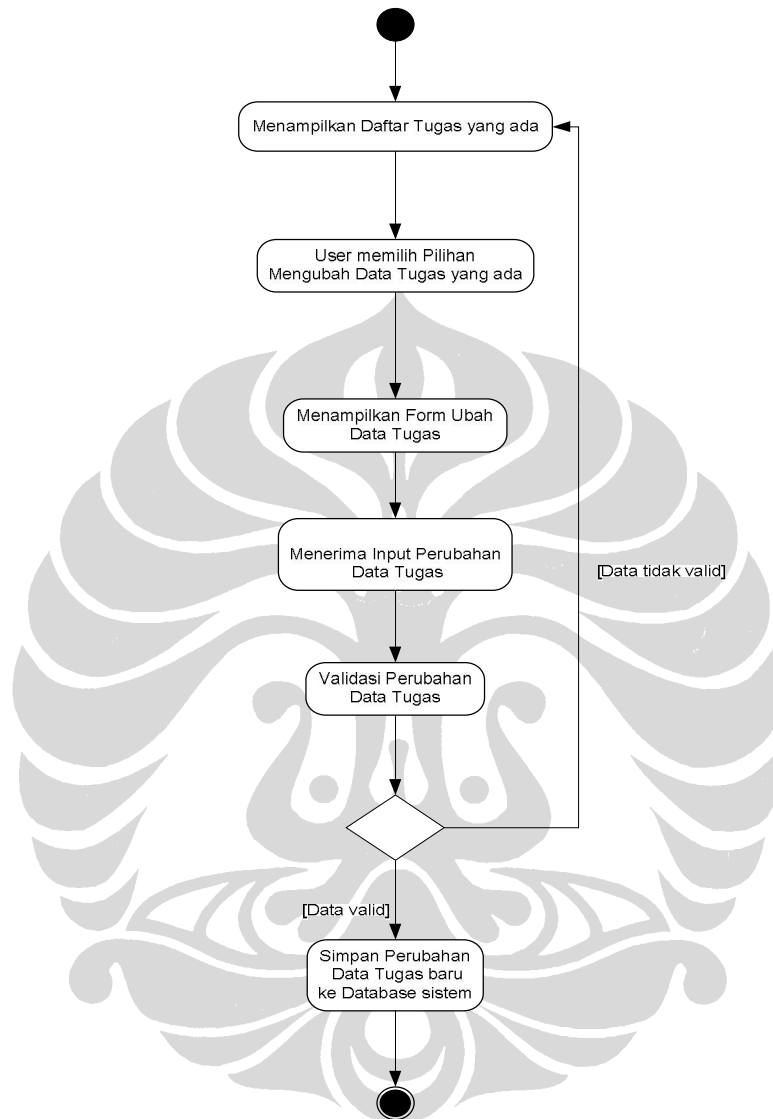 Menampilkan Daftar Tugas yang ada
User memilih Pilihan
Mengubah Data Tugas yang ada
Menampilkan Form Ubah
Data Tugas
Menerima Input Perubahan
Data Tugas
[Data tidak valid]
Validasi Perubahan
Data Tugas
[Data valid]
Simpan Perubahan
Data Tugas baru
ke Database sistem